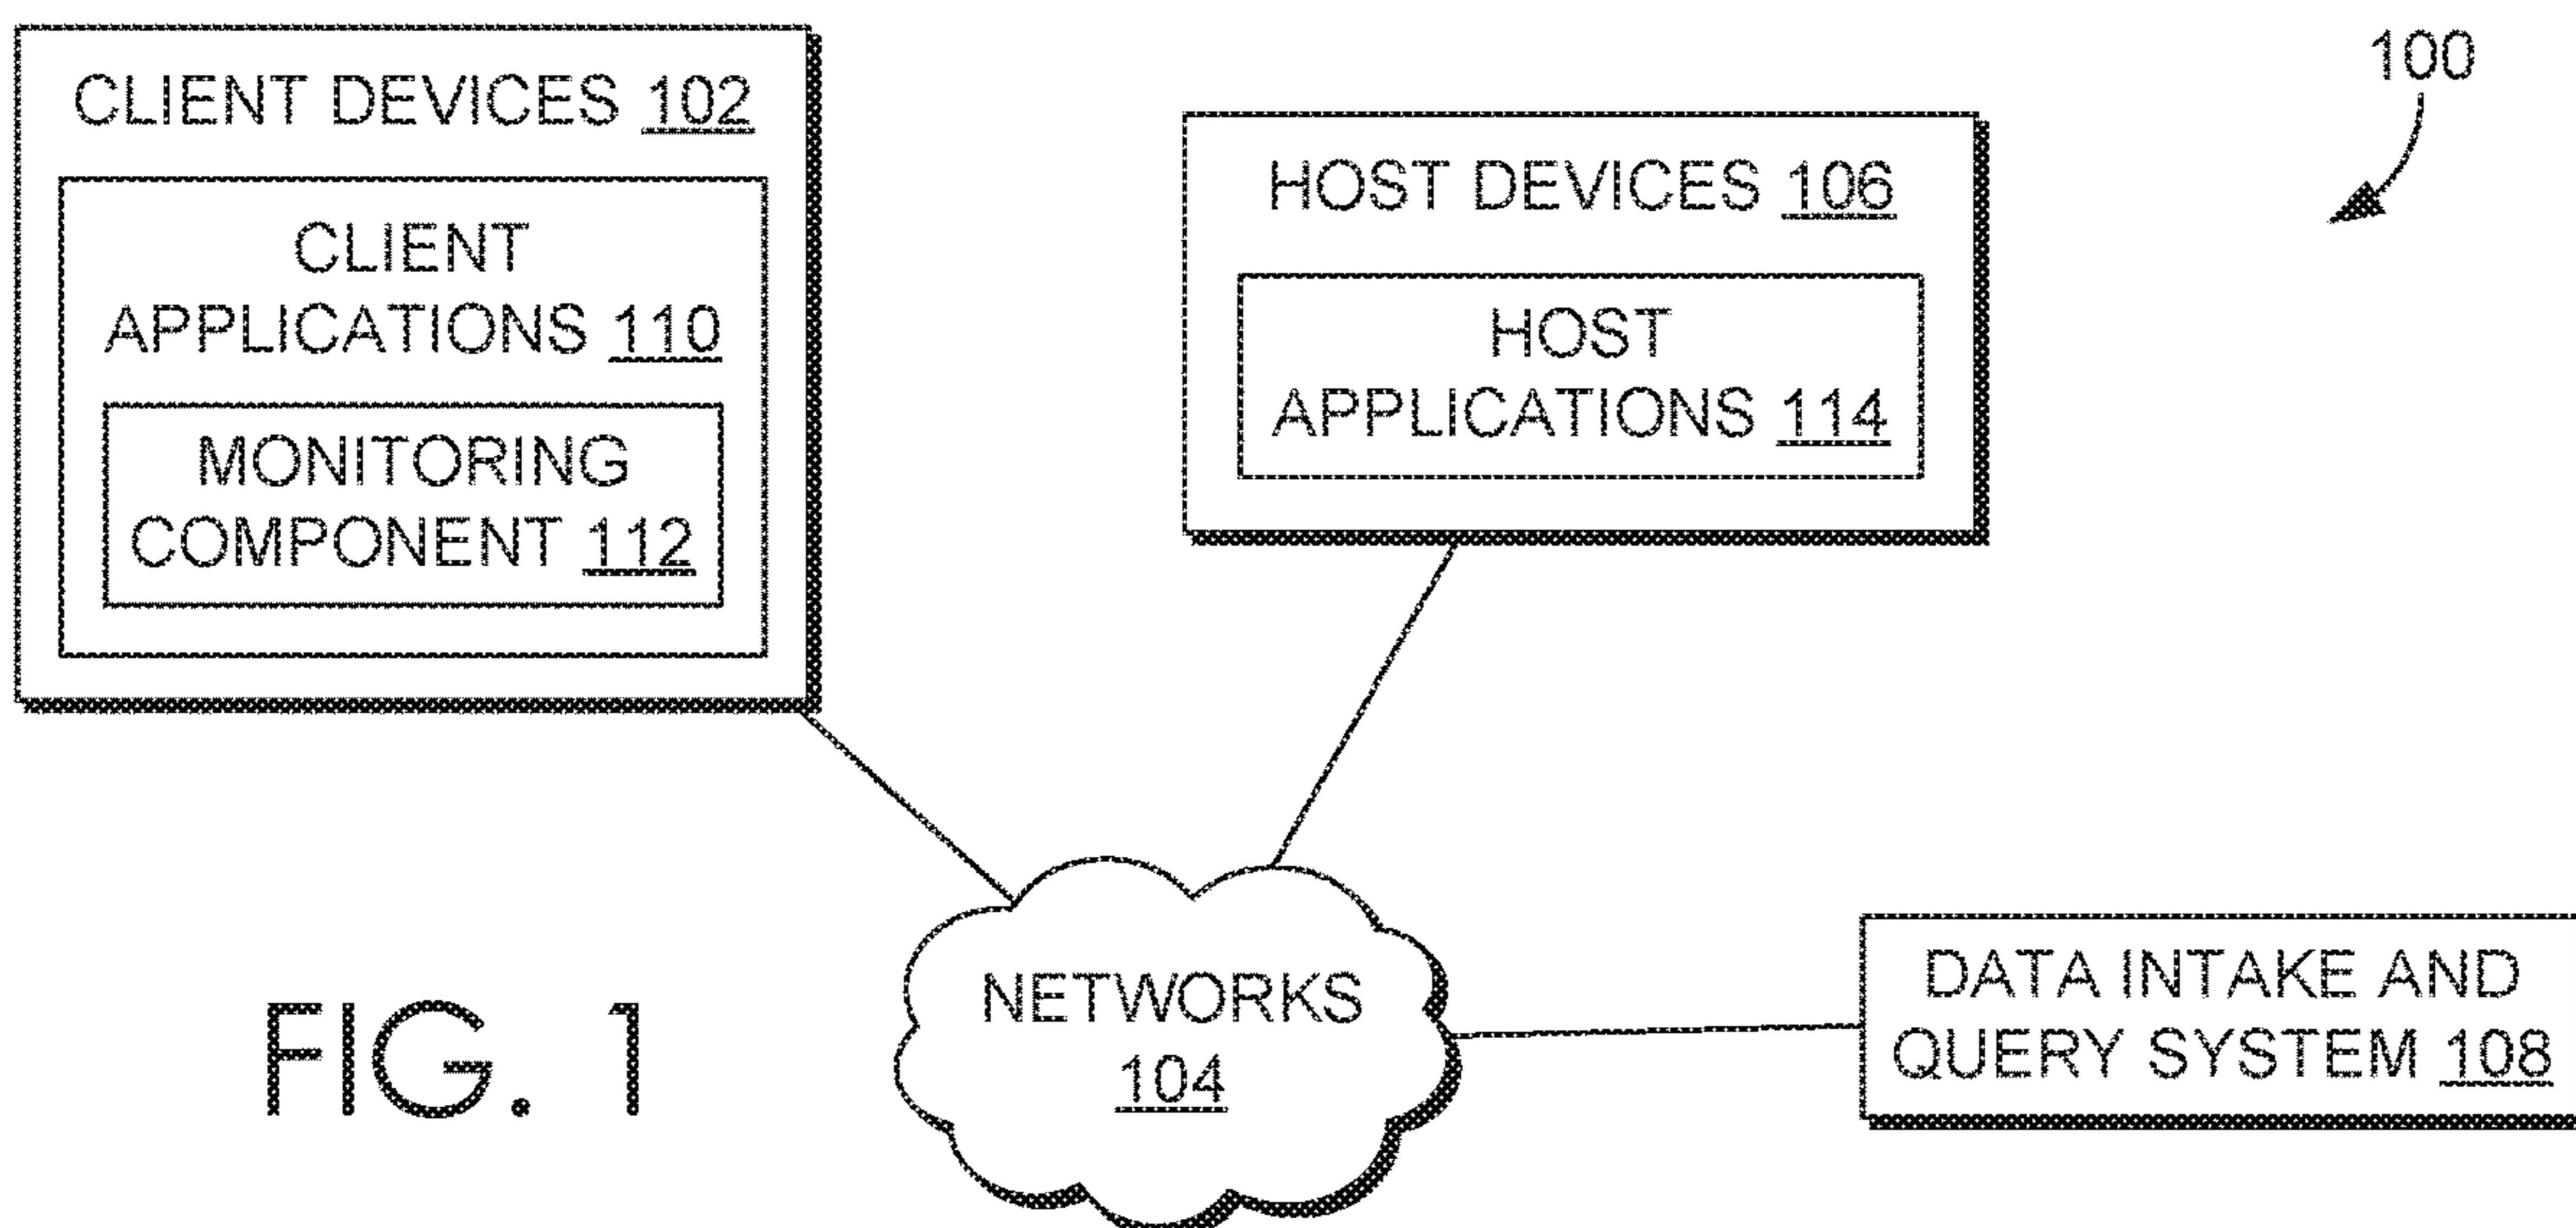 100
CLIENT DEVICES 102
CLIENT
APPLICATIONS 110
MONITORING
COMPONENT 112
HOST DEVICES 106
HOST
APPLICATIONS 114
NETWORKS
104
DATA INTAKE AND
QUERY SYSTEM 108
FIG. 1